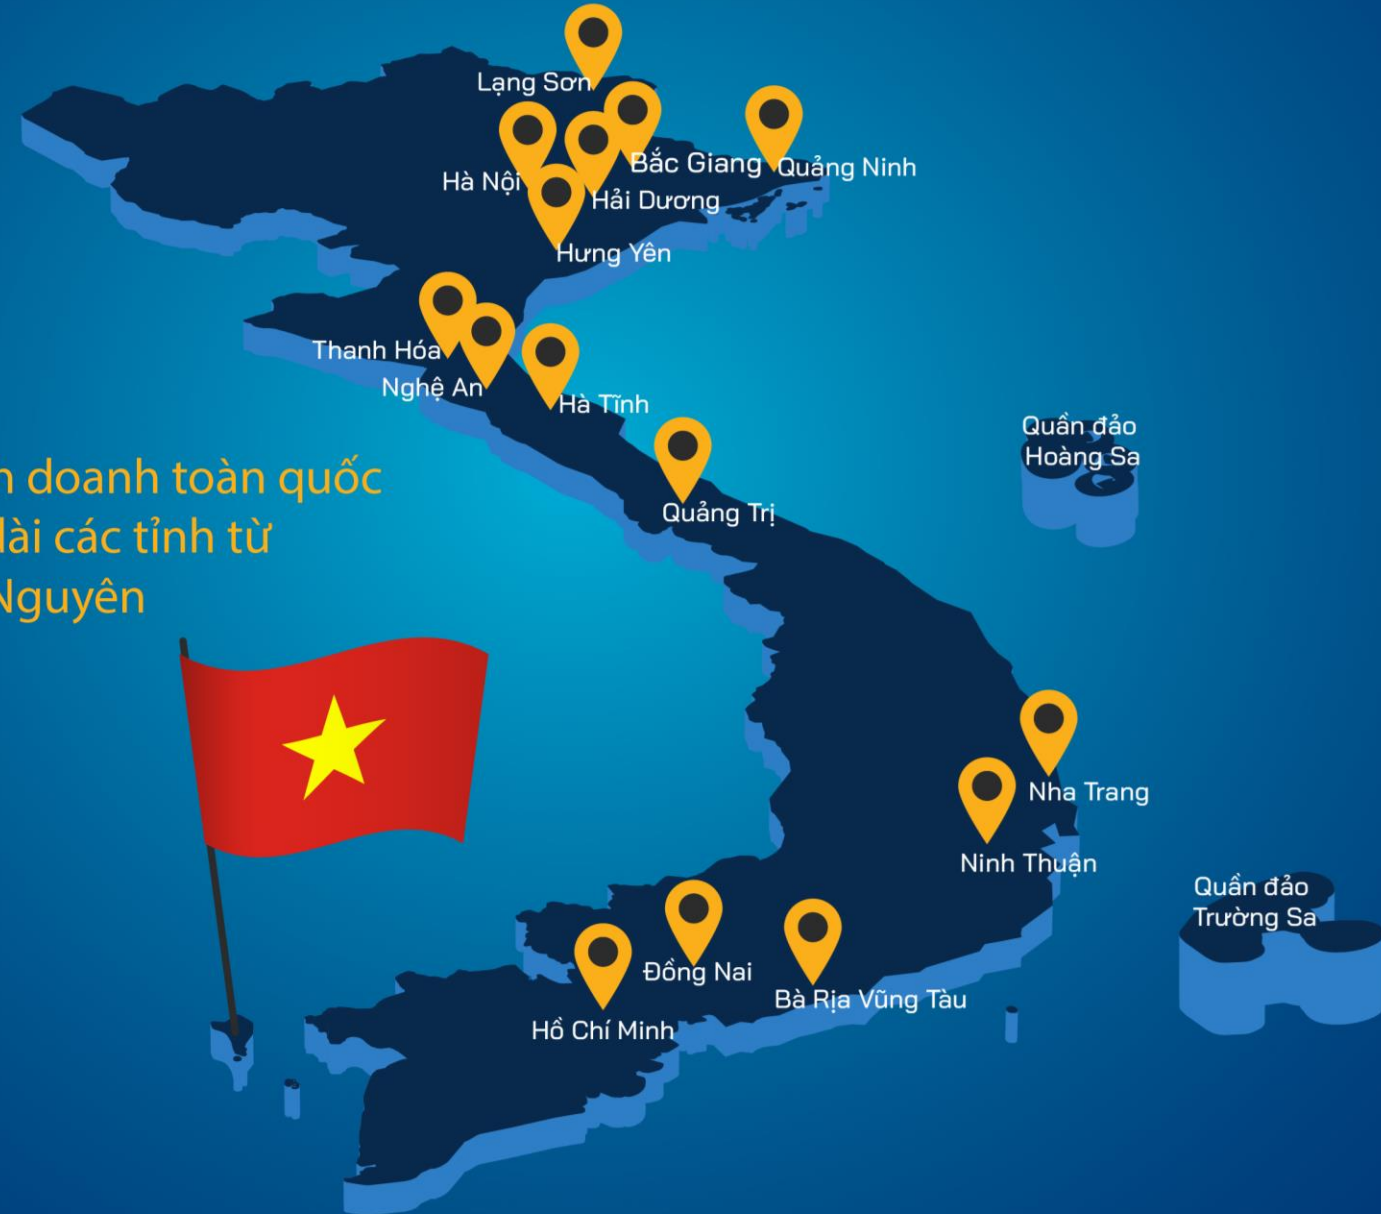 Lạng Sơn
Bắc Giang
Quảng Ninh
Hà Nội
Hải Dương
Hưng Yên
Thanh Hóa
Nghệ An
Hà Tĩnh
Quần đảo
Hoàng Sa
doanh toàn quốc
các tỉnh từ
Nguyên
Quảng Trị
Nha Trang
Ninh Thuận
Quần đảo
Trường Sa
Đồng Nai
Bà Rịa Vũng Tàu
Hồ Chí Minh